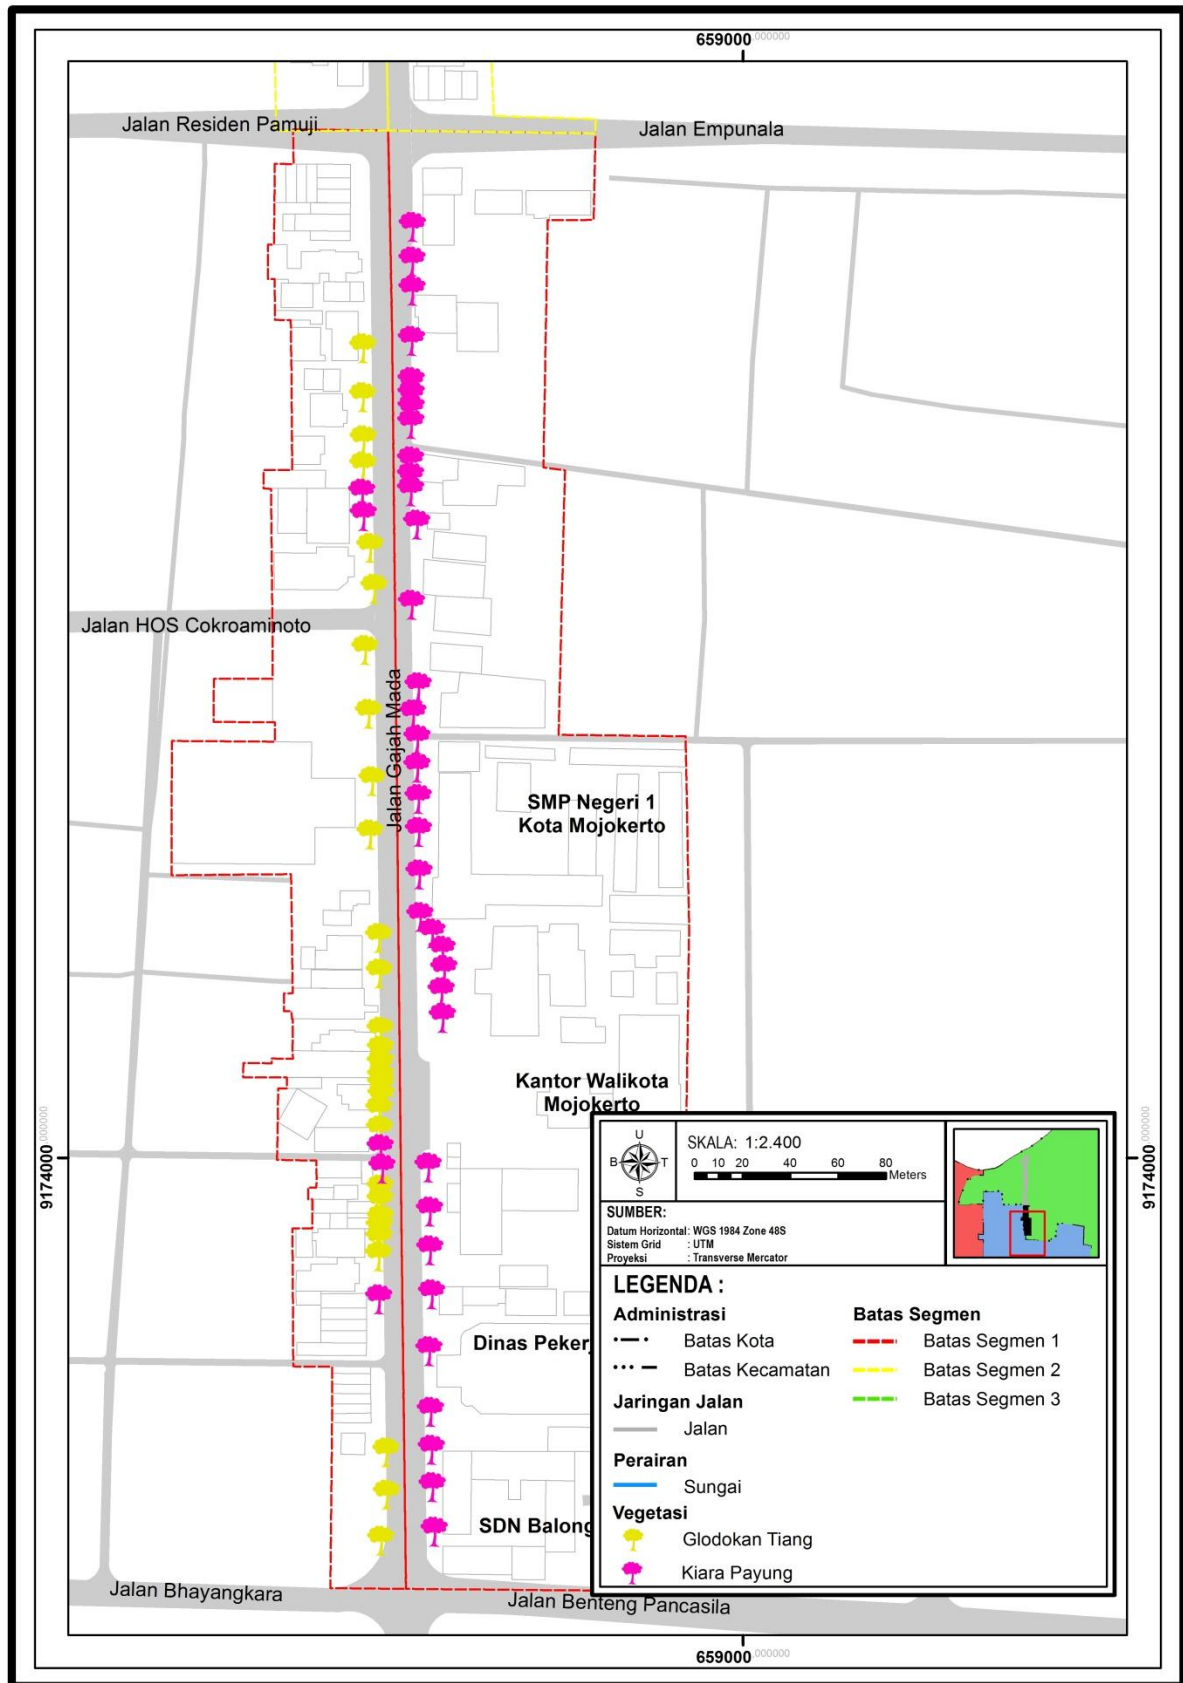 659000.000000
Jalan Residen Pamuji
Jalan Empunala
Jalan HOS Cokroaminoto
Jalan Gajah Mada
SMP Negeri 1
Kota Mojokerto
Kantor Walikota
Mojokerto
9174000.000000
9174000.000000
Dinas Peker
SDN Balong
Jalan Bhayangkara
Jalan Benteng Pancasila
U
B T
S
SKALA: 1:2.400
0 10 20 40 60 80
Meters
SUMBER:
Datum Horizontal: WGS 1984 Zone 48S
Sistem Grid : UTM
Proyeksi : Transverse Mercator
LEGENDA :
Administrasi
Batas Kota
Batas Kecamatan
Jaringan Jalan
Jalan
Perairan
Sungai
Vegetasi
Glodokan Tiang
Kiara Payung
Batas Segmen
Batas Segmen 1
Batas Segmen 2
Batas Segmen 3
659000.000000